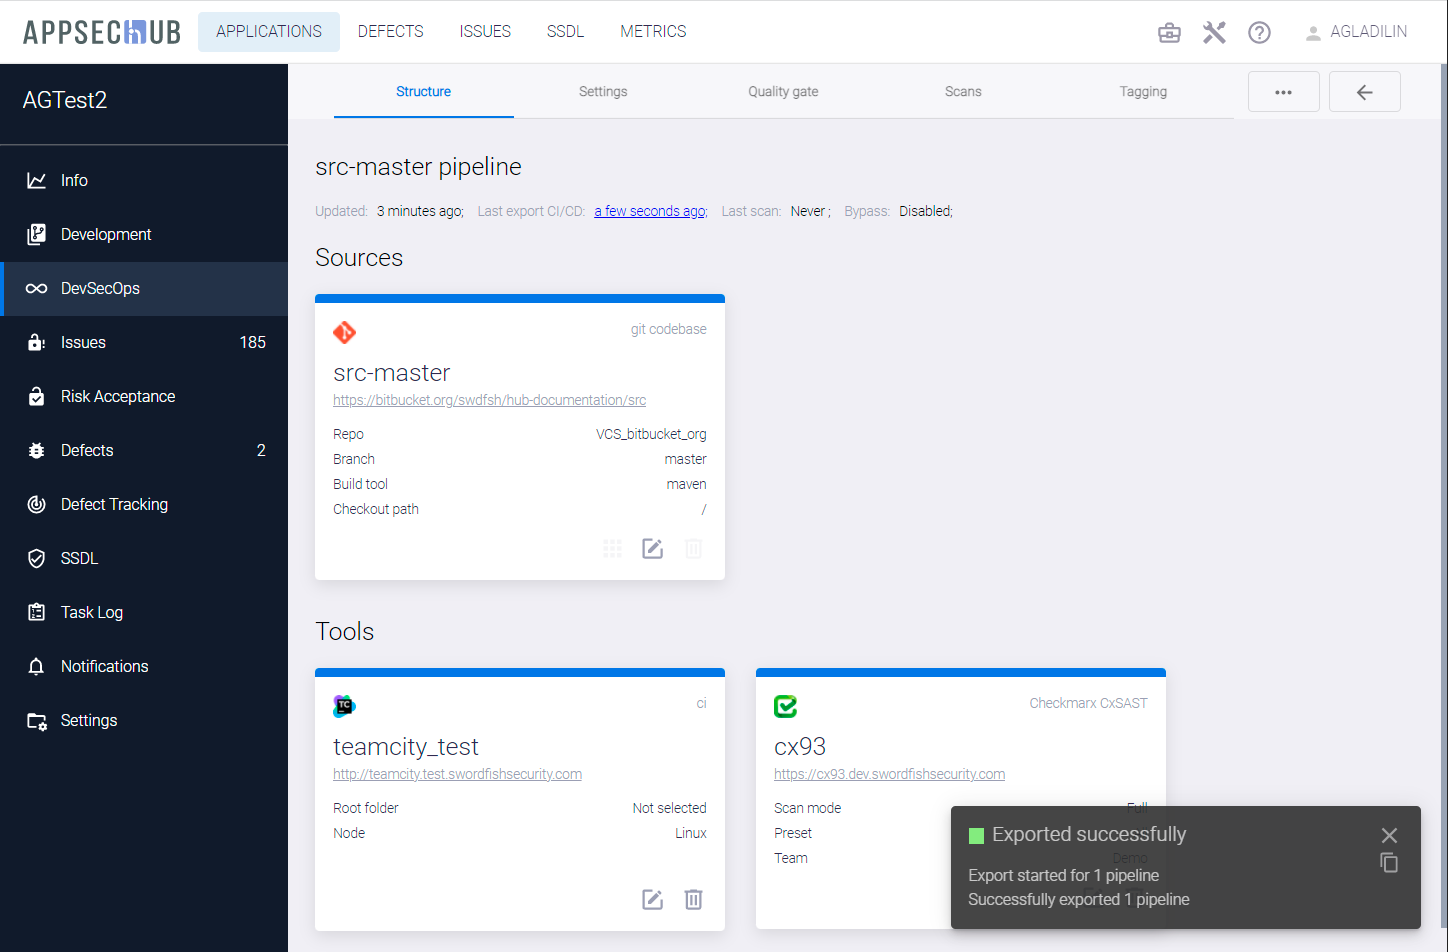 APPSECHUB
APPLICATIONS DEFECTS ISSUES SSDL METRICS AGLADILIN
AGTest2
Info
Development
DevSecOps
Issues 185
Risk Acceptance
Defects 2
Defect Tracking
SSDL
Task Log
Notifications
Settings
Structure Settings Quality gate Scans Tagging
src-master pipeline
Updated: 3 minutes ago; Last export CI/CD: a few seconds ago; Last scan: Never ; Bypass: Disabled;
Sources
git codebase
src-master
https://bitbucket.org/swdfsh/hub-documentation/src
Repo VCS_bitbucket_org
Branch master
Build tool maven
Checkout path /
Tools
TC
ci
teamcity_test
http://teamcity.test.swordfishsecurity.com
Root folder Not selected
Node Linux
Checkmarx CxSAST
cx93
https://cx93.dev.swordfishsecurity.com
Scan mode Full
Preset
Team Demo
Exported successfully
Export started for 1 pipeline
Successfully exported 1 pipeline